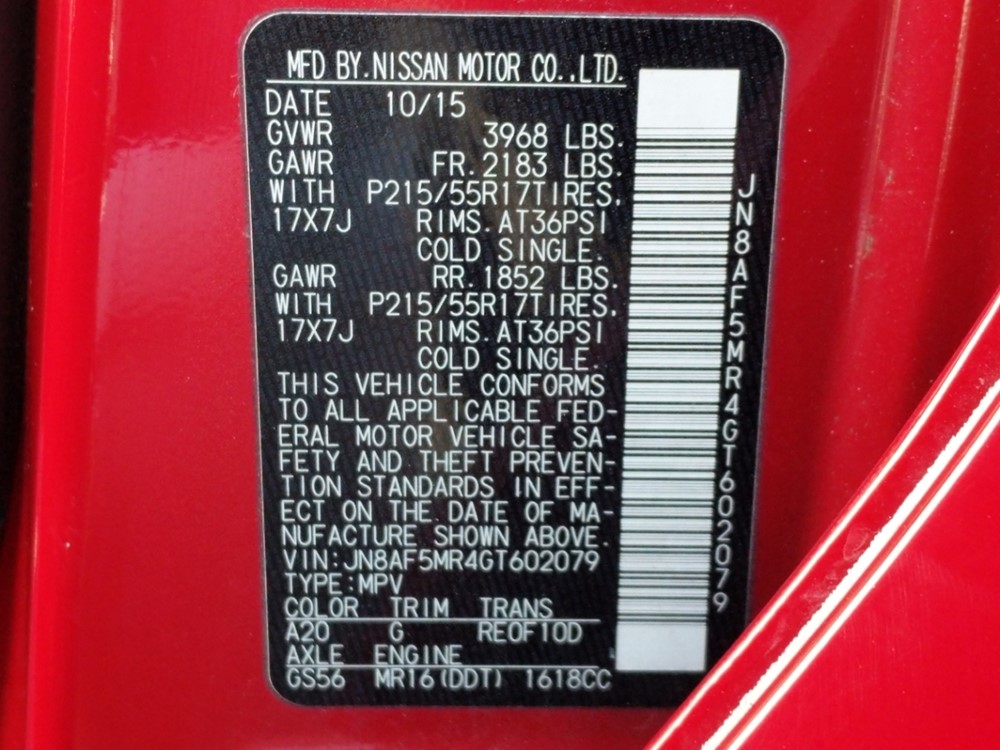 MFD BY.NISSAN MOTOR CO.,LTD.
DATE 10/15
GVWR 3968 LBS.
GAWR FR.2183 LBS.
WITH P215/55R17TIRES,
17X7J RIMS.AT36PSI
COLD SINGLE.
GAWR RR.1852 LBS.
WITH P215/55R17TIRES,
17X7J RIMS.AT36PSI
COLD SINGLE.
THIS VEHICLE CONFORMS
TO ALL APPLICABLE FED-
ERAL MOTOR VEHICLE SA-
FETY AND THEFT PREVEN-
TION STANDARDS IN EFF-
ECT ON THE DATE OF MA-
NUFACTURE SHOWN ABOVE.
VIN:JN8AF5MR4GT602079
TYPE:MPV
COLOR TRIM TRANS
A20 G RE0F10D
AXLE ENGINE
GS56 MR16(DDT) 1618CC
JN8AF5MR4GT602079